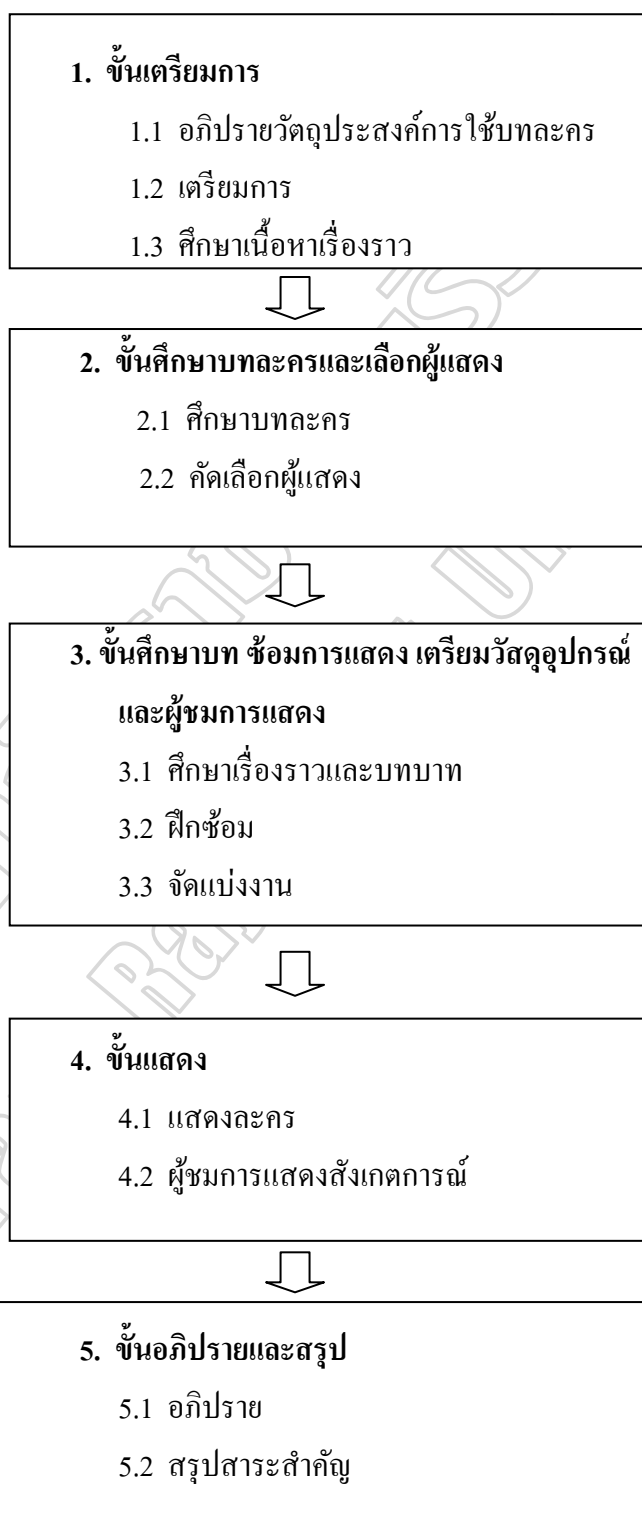 1. ขั้นเตรียมการ
1.1 อภิปรายวัตถุประสงค์การใช้บทละคร
1.2 เตรียมการ
1.3 ศึกษาเนื้อหาเรื่องราว
2. ขั้นศึกษาบทละครและเลือกผู้แสดง
2.1 ศึกษาบทละคร
2.2 คัดเลือกผู้แสดง
3. ขั้นศึกษาบท ซ้อมการแสดง เตรียมวัสดุอุปกรณ์
และผู้ชมการแสดง
3.1 ศึกษาเรื่องราวและบทบาท
3.2 ฝึกซ้อม
3.3 จัดแบ่งงาน
4. ขั้นแสดง
4.1 แสดงละคร
4.2 ผู้ชมการแสดงสังเกตการณ์
5. ขั้นอภิปรายและสรุป
5.1 อภิปราย
5.2 สรุปสาระสำคัญ